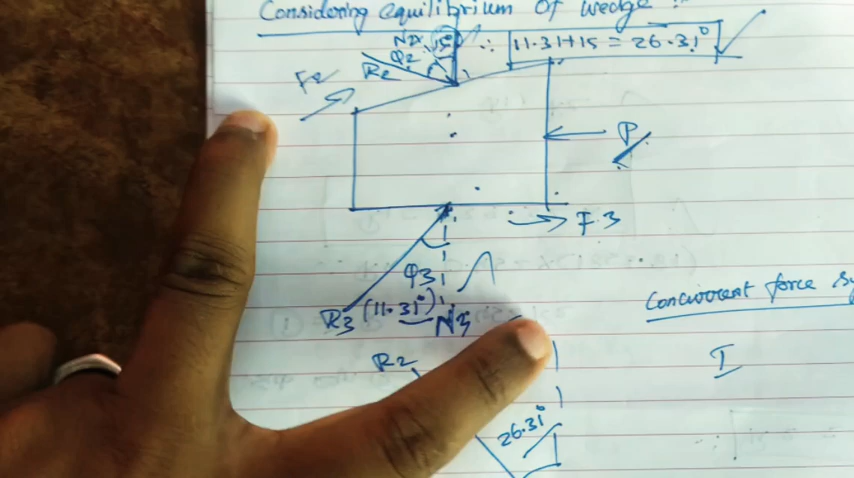 Considering equilibrium of wedge :
N2 15°
φ2 ∴ 11.31+15 = 26.31°
R2
F2
P
F3
φ3
R3 (11.31°) N3
Concurrent force
R2
I
26.31°